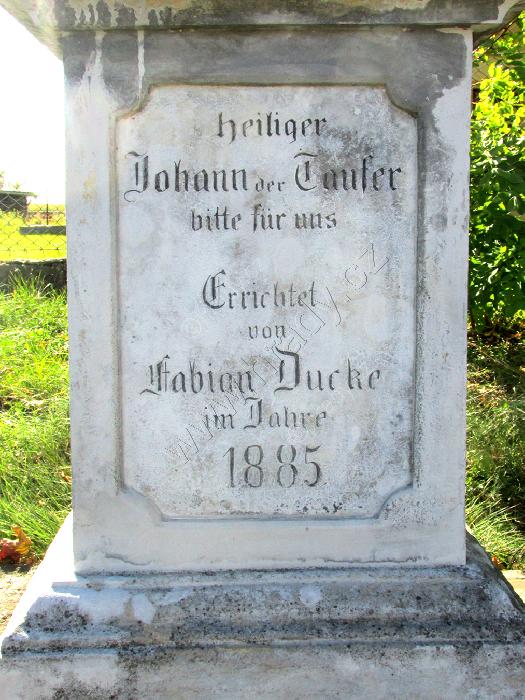 heiliger
Johann der Taufer
bitte für uns
Errichtet
von
Fabian Ducke
im Jahre
1885